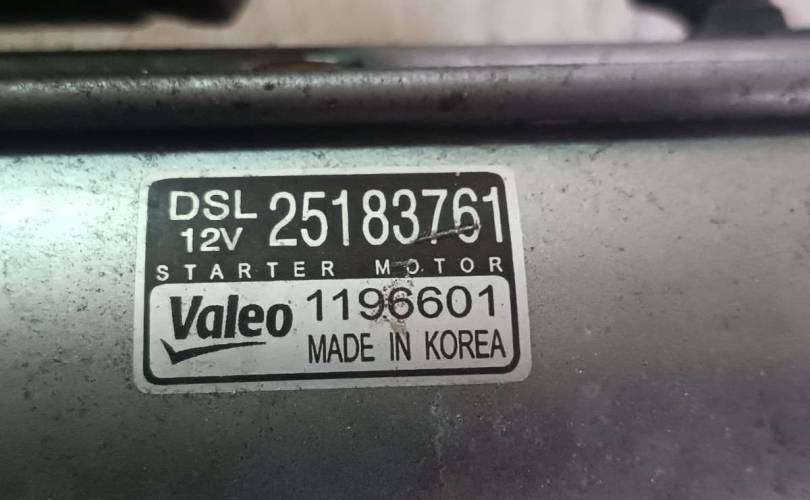 DSL 25183761
12V
STARTER MOTOR
Valeo 1196601
MADE IN KOREA